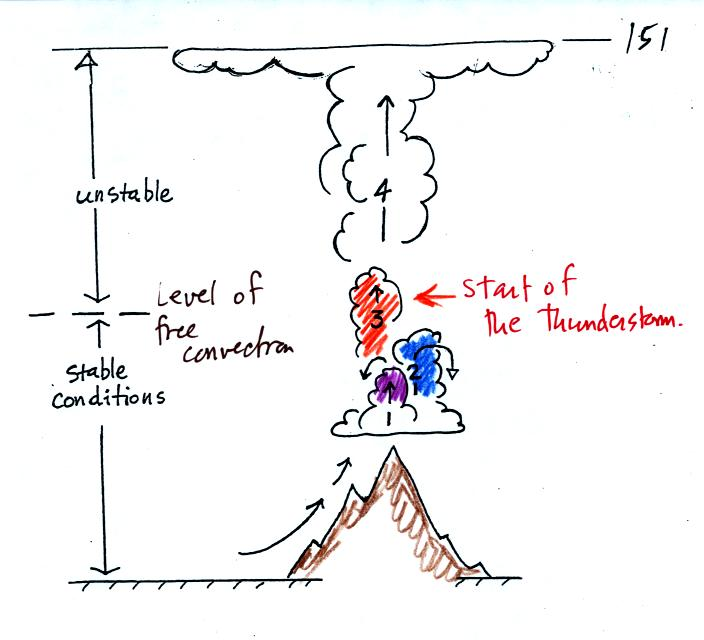 151
unstable
4
Level of
free
convection
start of
the thunderstorm.
3
stable
conditions
2
1